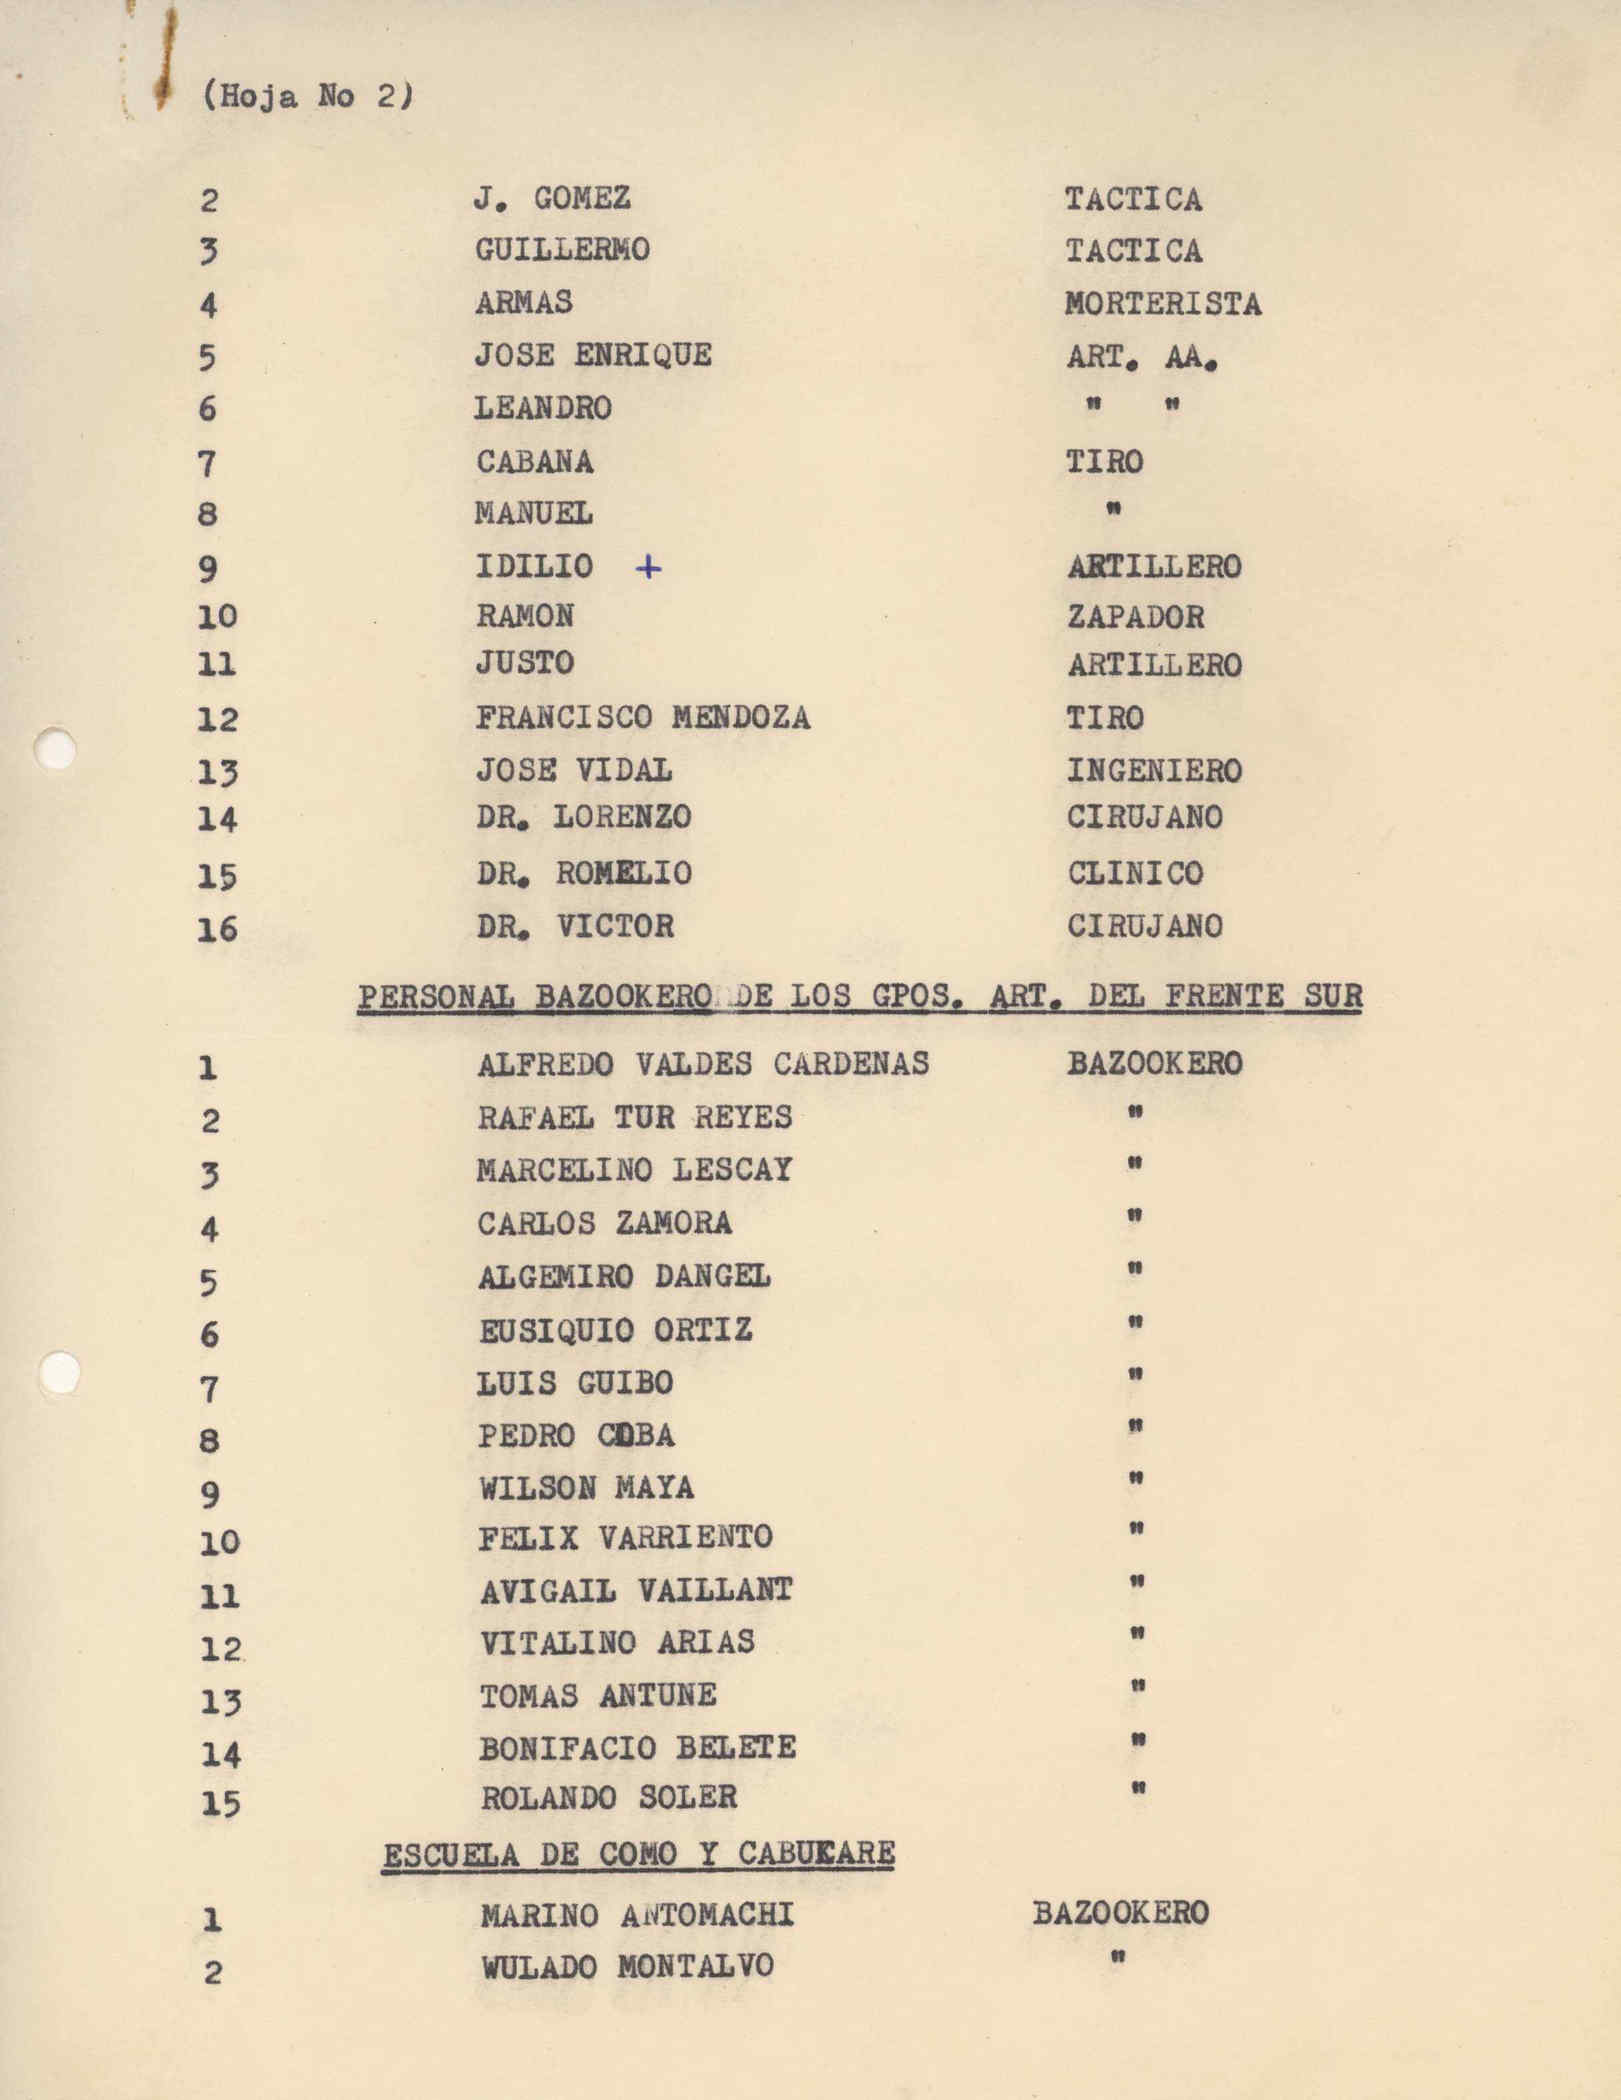 (Hoja No 2)
2 J. GOMEZ TACTICA
3 GUILLERMO TACTICA
4 ARMAS MORTERISTA
5 JOSE ENRIQUE ART. AA.
6 LEANDRO " "
7 CABANA TIRO
8 MANUEL "
9 IDILIO + ARTILLERO
10 RAMON ZAPADOR
11 JUSTO ARTILLERO
12 FRANCISCO MENDOZA TIRO
13 JOSE VIDAL INGENIERO
14 DR. LORENZO CIRUJANO
15 DR. ROMELIO CLINICO
16 DR. VICTOR CIRUJANO
PERSONAL BAZOOKERO DE LOS GPOS. ART. DEL FRENTE SUR
1 ALFREDO VALDES CARDENAS BAZOOKERO
2 RAFAEL TUR REYES "
3 MARCELINO LESCAY "
4 CARLOS ZAMORA "
5 ALGEMIRO DANGEL "
6 EUSIQUIO ORTIZ "
7 LUIS GUIBO "
8 PEDRO COBA "
9 WILSON MAYA "
10 FELIX VARRIENTO "
11 AVIGAIL VAILLANT "
12 VITALINO ARIAS "
13 TOMAS ANTUNE "
14 BONIFACIO BELETE "
15 ROLANDO SOLER "
ESCUELA DE COMO Y
1 MARINO ANTOMACHI BAZOOKERO
2 WULADO MONTALVO "